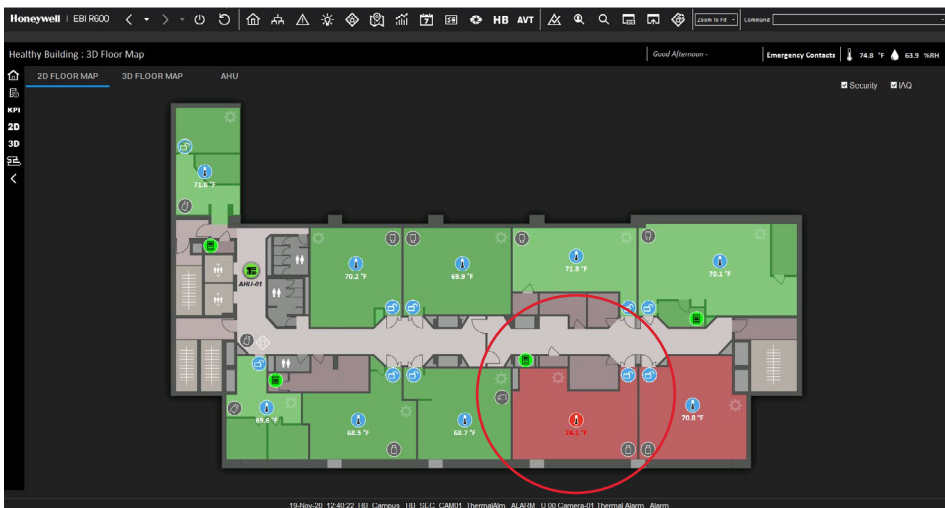 Honeywell | EBI R600 HB AVT Zoom to Fit Command
Healthy Building : 3D Floor Map Good Afternoon - Emergency Contacts 74.8 °F 63.9 %RH
2D FLOOR MAP 3D FLOOR MAP AHU
Security IAQ
KPI
2D
3D
71.8 °F
70.2 °F 69.9 °F 71.8 °F 70.1 °F
AHU-01
69.6 °F 68.5 °F 68.7 °F 74.1 °F 70.8 °F
19-Nov-20 12:40:22 HB_Campus HB_SEC_CAM01_ThermalAlm ALARM U 00 Camera-01 Thermal Alarm Alarm